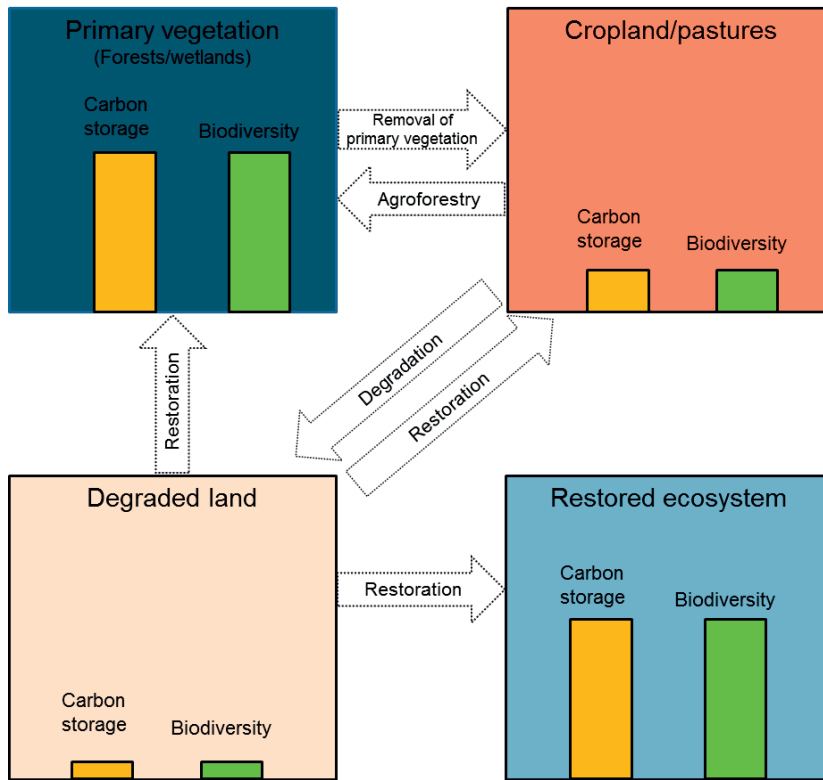 Primary vegetation
(Forests/wetlands)
Carbon
storage
Biodiversity
Removal of
primary vegetation
Agroforestry
Cropland/pastures
Carbon
storage
Biodiversity
Degradation
Restoration
Restoration
Degraded land
Carbon
storage
Biodiversity
Restoration
Restored ecosystem
Carbon
storage
Biodiversity